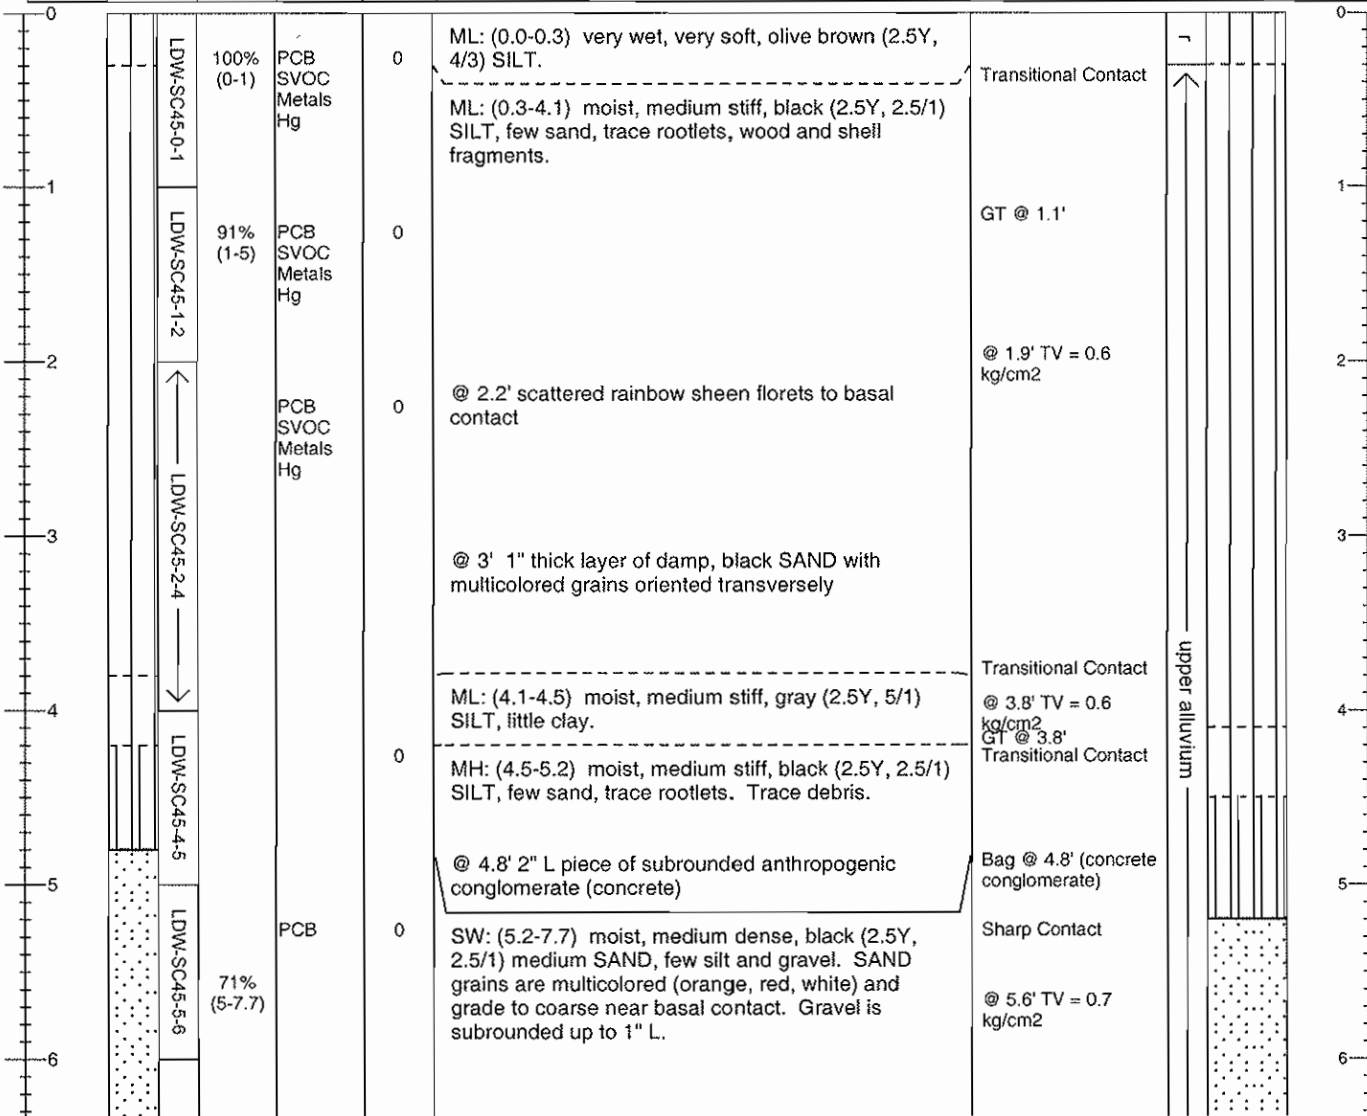 0
0
LDW-SC45-0-1
100%
(0-1)
PCB
SVOC
Metals
Hg
0
ML: (0.0-0.3) very wet, very soft, olive brown (2.5Y,
4/3) SILT.
Transitional Contact
ML: (0.3-4.1) moist, medium stiff, black (2.5Y, 2.5/1)
SILT, few sand, trace rootlets, wood and shell
fragments.
1
1
LDW-SC45-1-2
91%
(1-5)
PCB
SVOC
Metals
Hg
0
GT @ 1.1'
@ 1.9' TV = 0.6
kg/cm2
2
2
LDW-SC45-2-4
PCB
SVOC
Metals
Hg
0
@ 2.2' scattered rainbow sheen florets to basal
contact
3
3
@ 3' 1" thick layer of damp, black SAND with
multicolored grains oriented transversely
upper alluvium
Transitional Contact
ML: (4.1-4.5) moist, medium stiff, gray (2.5Y, 5/1)
SILT, little clay.
@ 3.8' TV = 0.6
kg/cm2
GT @ 3.8'
4
4
LDW-SC45-4-5
0
Transitional Contact
MH: (4.5-5.2) moist, medium stiff, black (2.5Y, 2.5/1)
SILT, few sand, trace rootlets. Trace debris.
@ 4.8' 2" L piece of subrounded anthropogenic
conglomerate (concrete)
Bag @ 4.8' (concrete
conglomerate)
5
5
LDW-SC45-5-6
71%
(5-7.7)
PCB
0
SW: (5.2-7.7) moist, medium dense, black (2.5Y,
2.5/1) medium SAND, few silt and gravel. SAND
grains are multicolored (orange, red, white) and
grade to coarse near basal contact. Gravel is
subrounded up to 1" L.
Sharp Contact
@ 5.6' TV = 0.7
kg/cm2
6
6